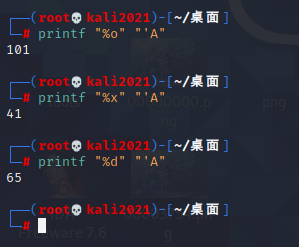 (root💀kali2021)-[~/桌面]
# printf "%o" "'A"
101
(root💀kali2021)-[~/桌面]
# printf "%x" "'A"
41
(root💀kali2021)-[~/桌面]
# printf "%d" "'A"
65
(root💀kali2021)-[~/桌面]
#